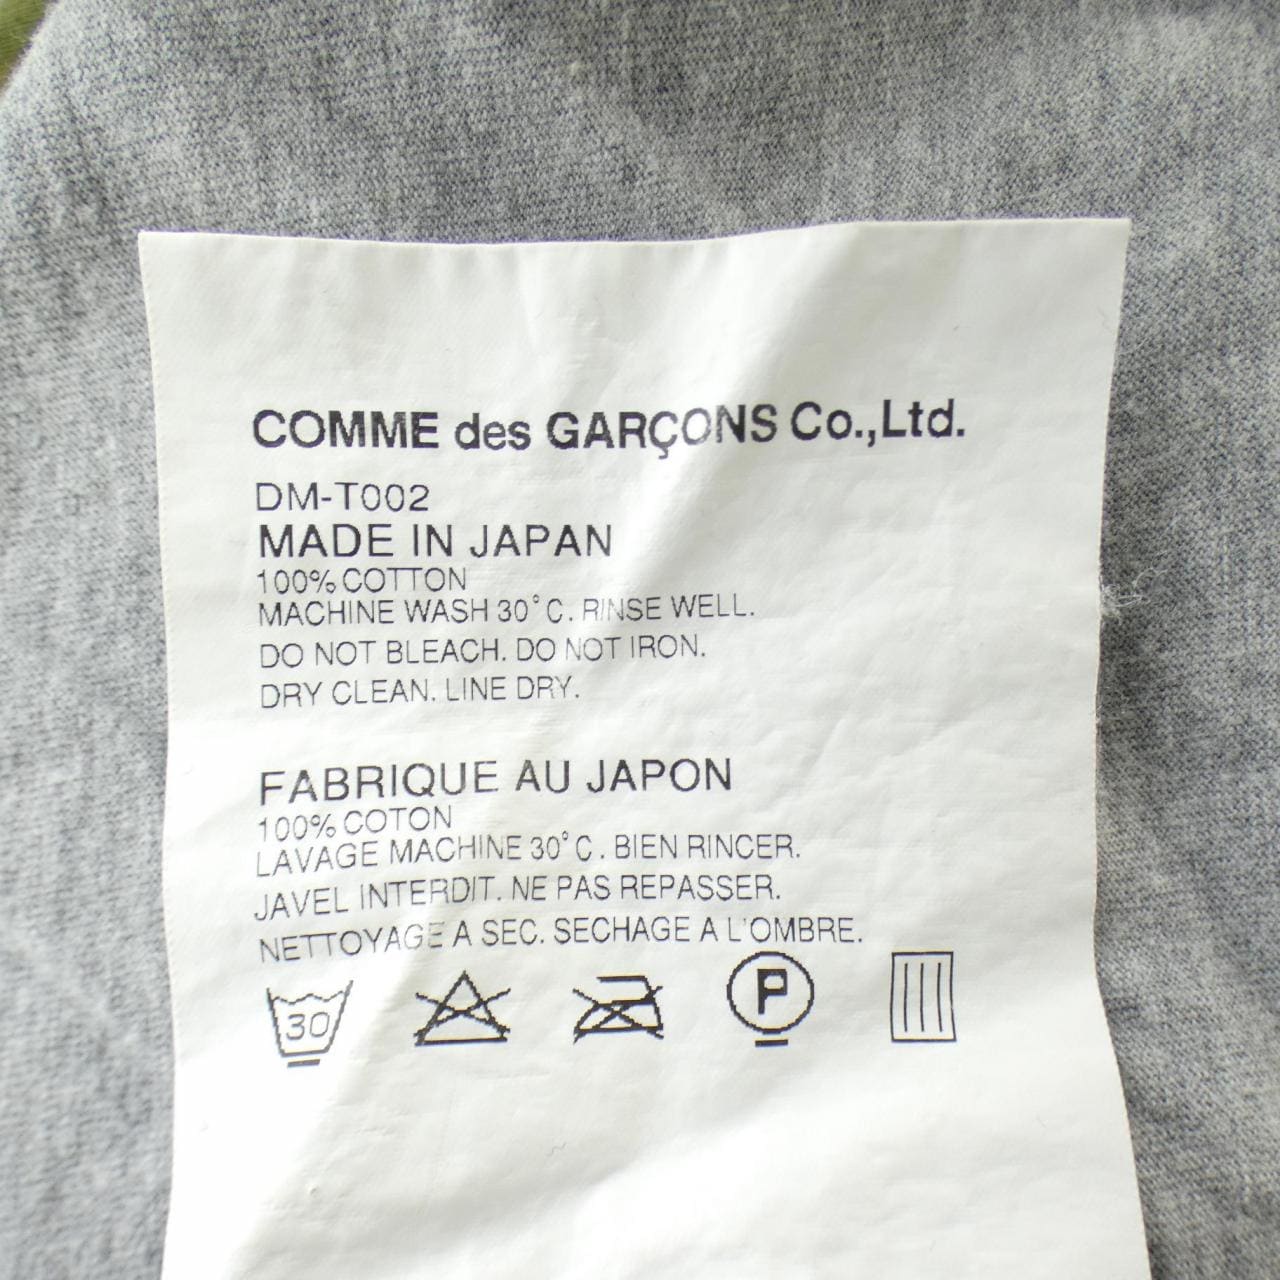 COMME des GARÇONS Co.,Ltd.
DM-T002
MADE IN JAPAN
100% COTTON
MACHINE WASH 30°C. RINSE WELL.
DO NOT BLEACH. DO NOT IRON.
DRY CLEAN. LINE DRY.
FABRIQUE AU JAPON
100% COTON
LAVAGE MACHINE 30°C. BIEN RINCER.
JAVEL INTERDIT. NE PAS REPASSER.
NETTOYAGE A SEC. SECHAGE A L'OMBRE.
30 P